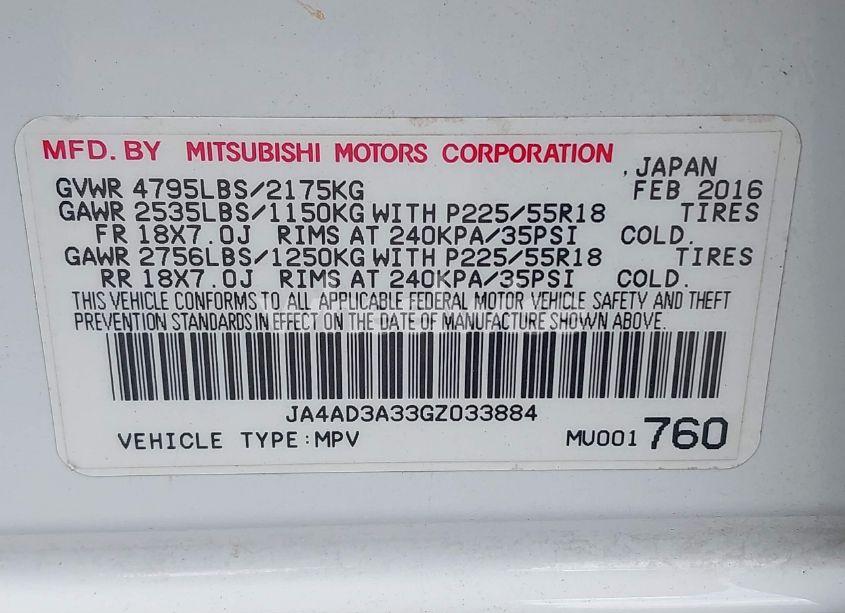 MFD. BY MITSUBISHI MOTORS CORPORATION , JAPAN
GVWR 4795LBS/2175KG FEB 2016
GAWR 2535LBS/1150KG WITH P225/55R18 TIRES
FR 18X7.0J RIMS AT 240KPA/35PSI COLD.
GAWR 2756LBS/1250KG WITH P225/55R18 TIRES
RR 18X7.0J RIMS AT 240KPA/35PSI COLD.
THIS VEHICLE CONFORMS TO ALL APPLICABLE FEDERAL MOTOR VEHICLE SAFETY AND THEFT
PREVENTION STANDARDS IN EFFECT ON THE DATE OF MANUFACTURE SHOWN ABOVE.
JA4AD3A33GZ033884
VEHICLE TYPE:MPV MU001 760